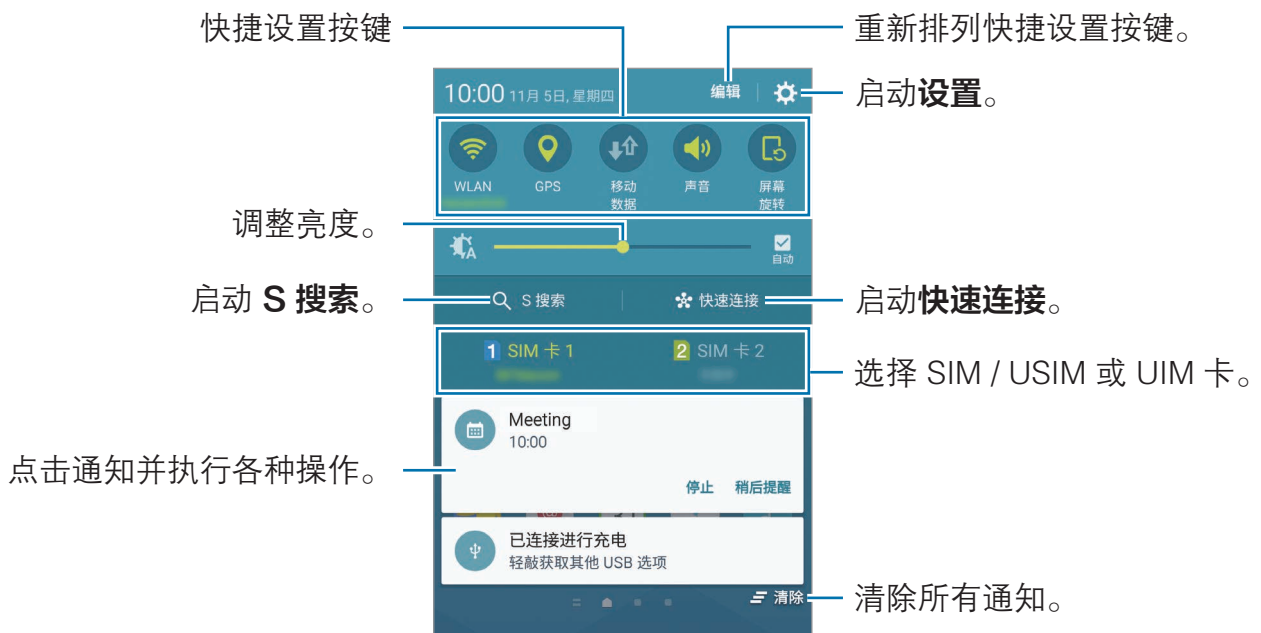 快捷设置按键
重新排列快捷设置按键。
10:00 11月 5日, 星期四
编辑
启动设置。
WLAN
GPS
移动
数据
声音
屏幕
旋转
调整亮度。
A
自动
启动 S 搜索。
S 搜索
快速连接
启动快速连接。
1 SIM 卡 1
2 SIM 卡 2
选择 SIM / USIM 或 UIM 卡。
Meeting
10:00
点击通知并执行各种操作。
停止 稍后提醒
已连接进行充电
轻敲获取其他 USB 选项
清除
清除所有通知。